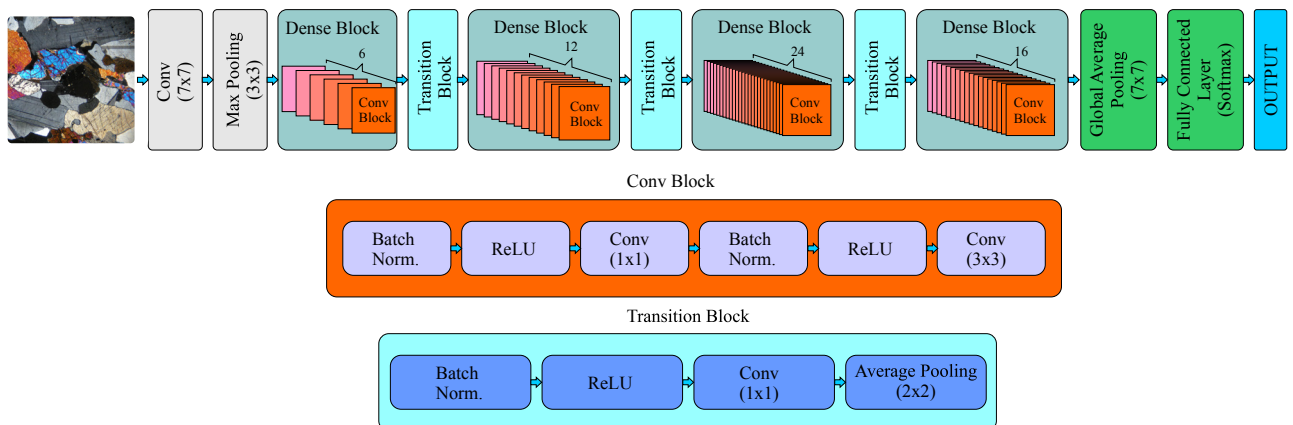 Conv
(7x7)
Max Pooling
(3x3)
Dense Block
6
Conv
Block
Transition
Block
Dense Block
12
Conv
Block
Transition
Block
Dense Block
24
Conv
Block
Transition
Block
Dense Block
16
Conv
Block
Global Average
Pooling
(7x7)
Fully Connected
Layer
(Softmax)
OUTPUT
Conv Block
Batch
Norm.
ReLU
Conv
(1x1)
Batch
Norm.
ReLU
Conv
(3x3)
Transition Block
Batch
Norm.
ReLU
Conv
(1x1)
Average Pooling
(2x2)